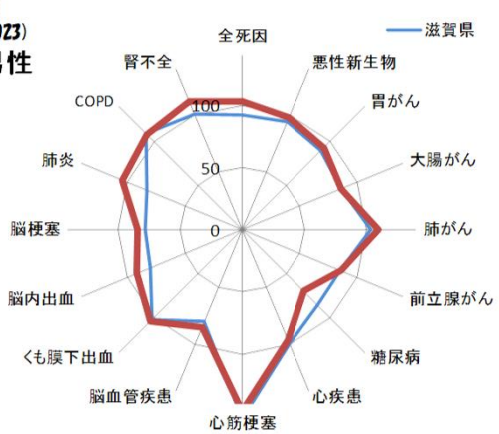 023)
男性
滋賀県
全死因
悪性新生物
胃がん
大腸がん
肺がん
前立腺がん
糖尿病
心疾患
心筋梗塞
脳血管疾患
くも膜下出血
脳内出血
脳梗塞
肺炎
COPD
腎不全
100
50
0